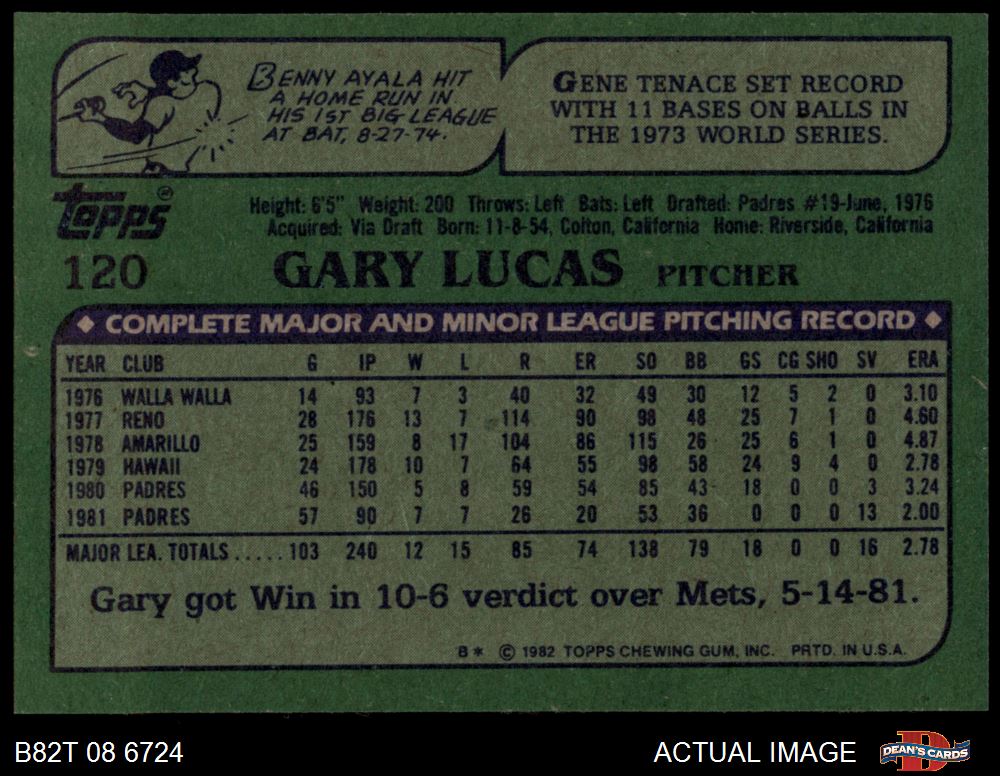 BENNY AYALA HIT
A HOME RUN IN
HIS 1ST BIG LEAGUE
AT BAT, 8-27-74.
GENE TENACE SET RECORD
WITH 11 BASES ON BALLS IN
THE 1973 WORLD SERIES.
Topps®
120
Height: 6'5" Weight: 200 Throws: Left Bats: Left Drafted: Padres #19-June, 1976
Acquired: Via Draft Born: 11-8-54, Colton, California Home: Riverside, California
GARY LUCAS PITCHER
◆ COMPLETE MAJOR AND MINOR LEAGUE PITCHING RECORD ◆
YEAR CLUB G IP W L R ER SO BB GS CG SHO SV ERA
1976 WALLA WALLA 14 93 7 3 40 32 49 30 12 5 2 0 3.10
1977 RENO 28 176 13 7 114 90 98 48 25 7 1 0 4.60
1978 AMARILLO 25 159 8 17 104 86 115 26 25 6 1 0 4.87
1979 HAWAII 24 178 10 7 64 55 98 58 24 9 4 0 2.78
1980 PADRES 46 150 5 8 59 54 85 43 18 0 0 3 3.24
1981 PADRES 57 90 7 7 26 20 53 36 0 0 0 13 2.00
MAJOR LEA. TOTALS ..... 103 240 12 15 85 74 138 79 18 0 0 16 2.78
Gary got Win in 10-6 verdict over Mets, 5-14-81.
B* © 1982 TOPPS CHEWING GUM, INC. PRTD. IN U.S.A.
B82T 08 6724
ACTUAL IMAGE
D
DEAN'S CARDS